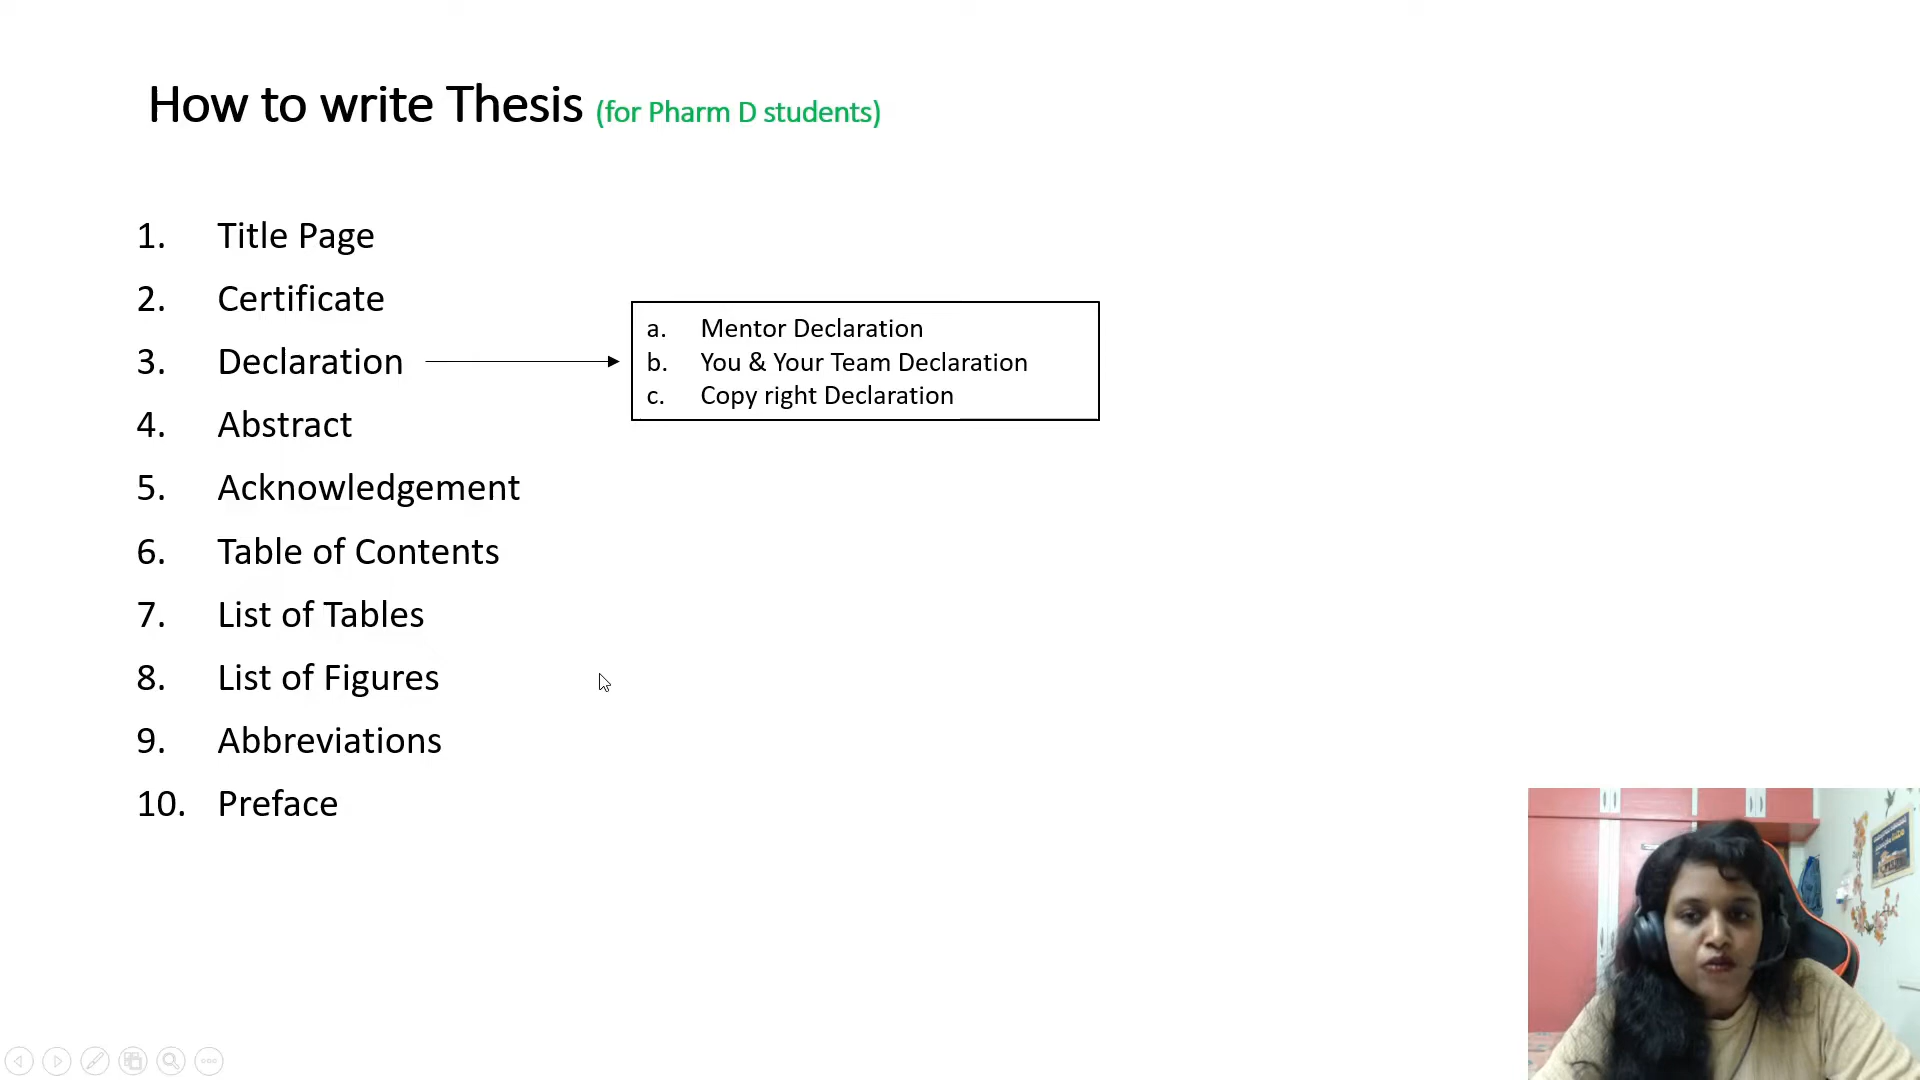 How to write Thesis (for Pharm D students)
1. Title Page
2. Certificate
3. Declaration
a. Mentor Declaration
b. You & Your Team Declaration
c. Copy right Declaration
4. Abstract
5. Acknowledgement
6. Table of Contents
7. List of Tables
8. List of Figures
9. Abbreviations
10. Preface